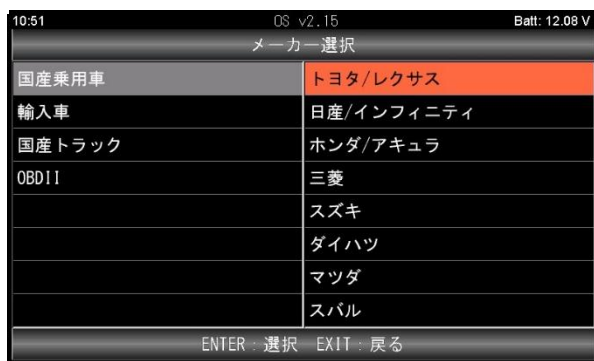 10:51 OS v2.15 Batt: 12.08 V
メーカー選択
国産乗用車 トヨタ/レクサス
輸入車 日産/インフィニティ
国産トラック ホンダ/アキュラ
OBDII 三菱
スズキ
ダイハツ
マツダ
スバル
ENTER：選択 EXIT：戻る